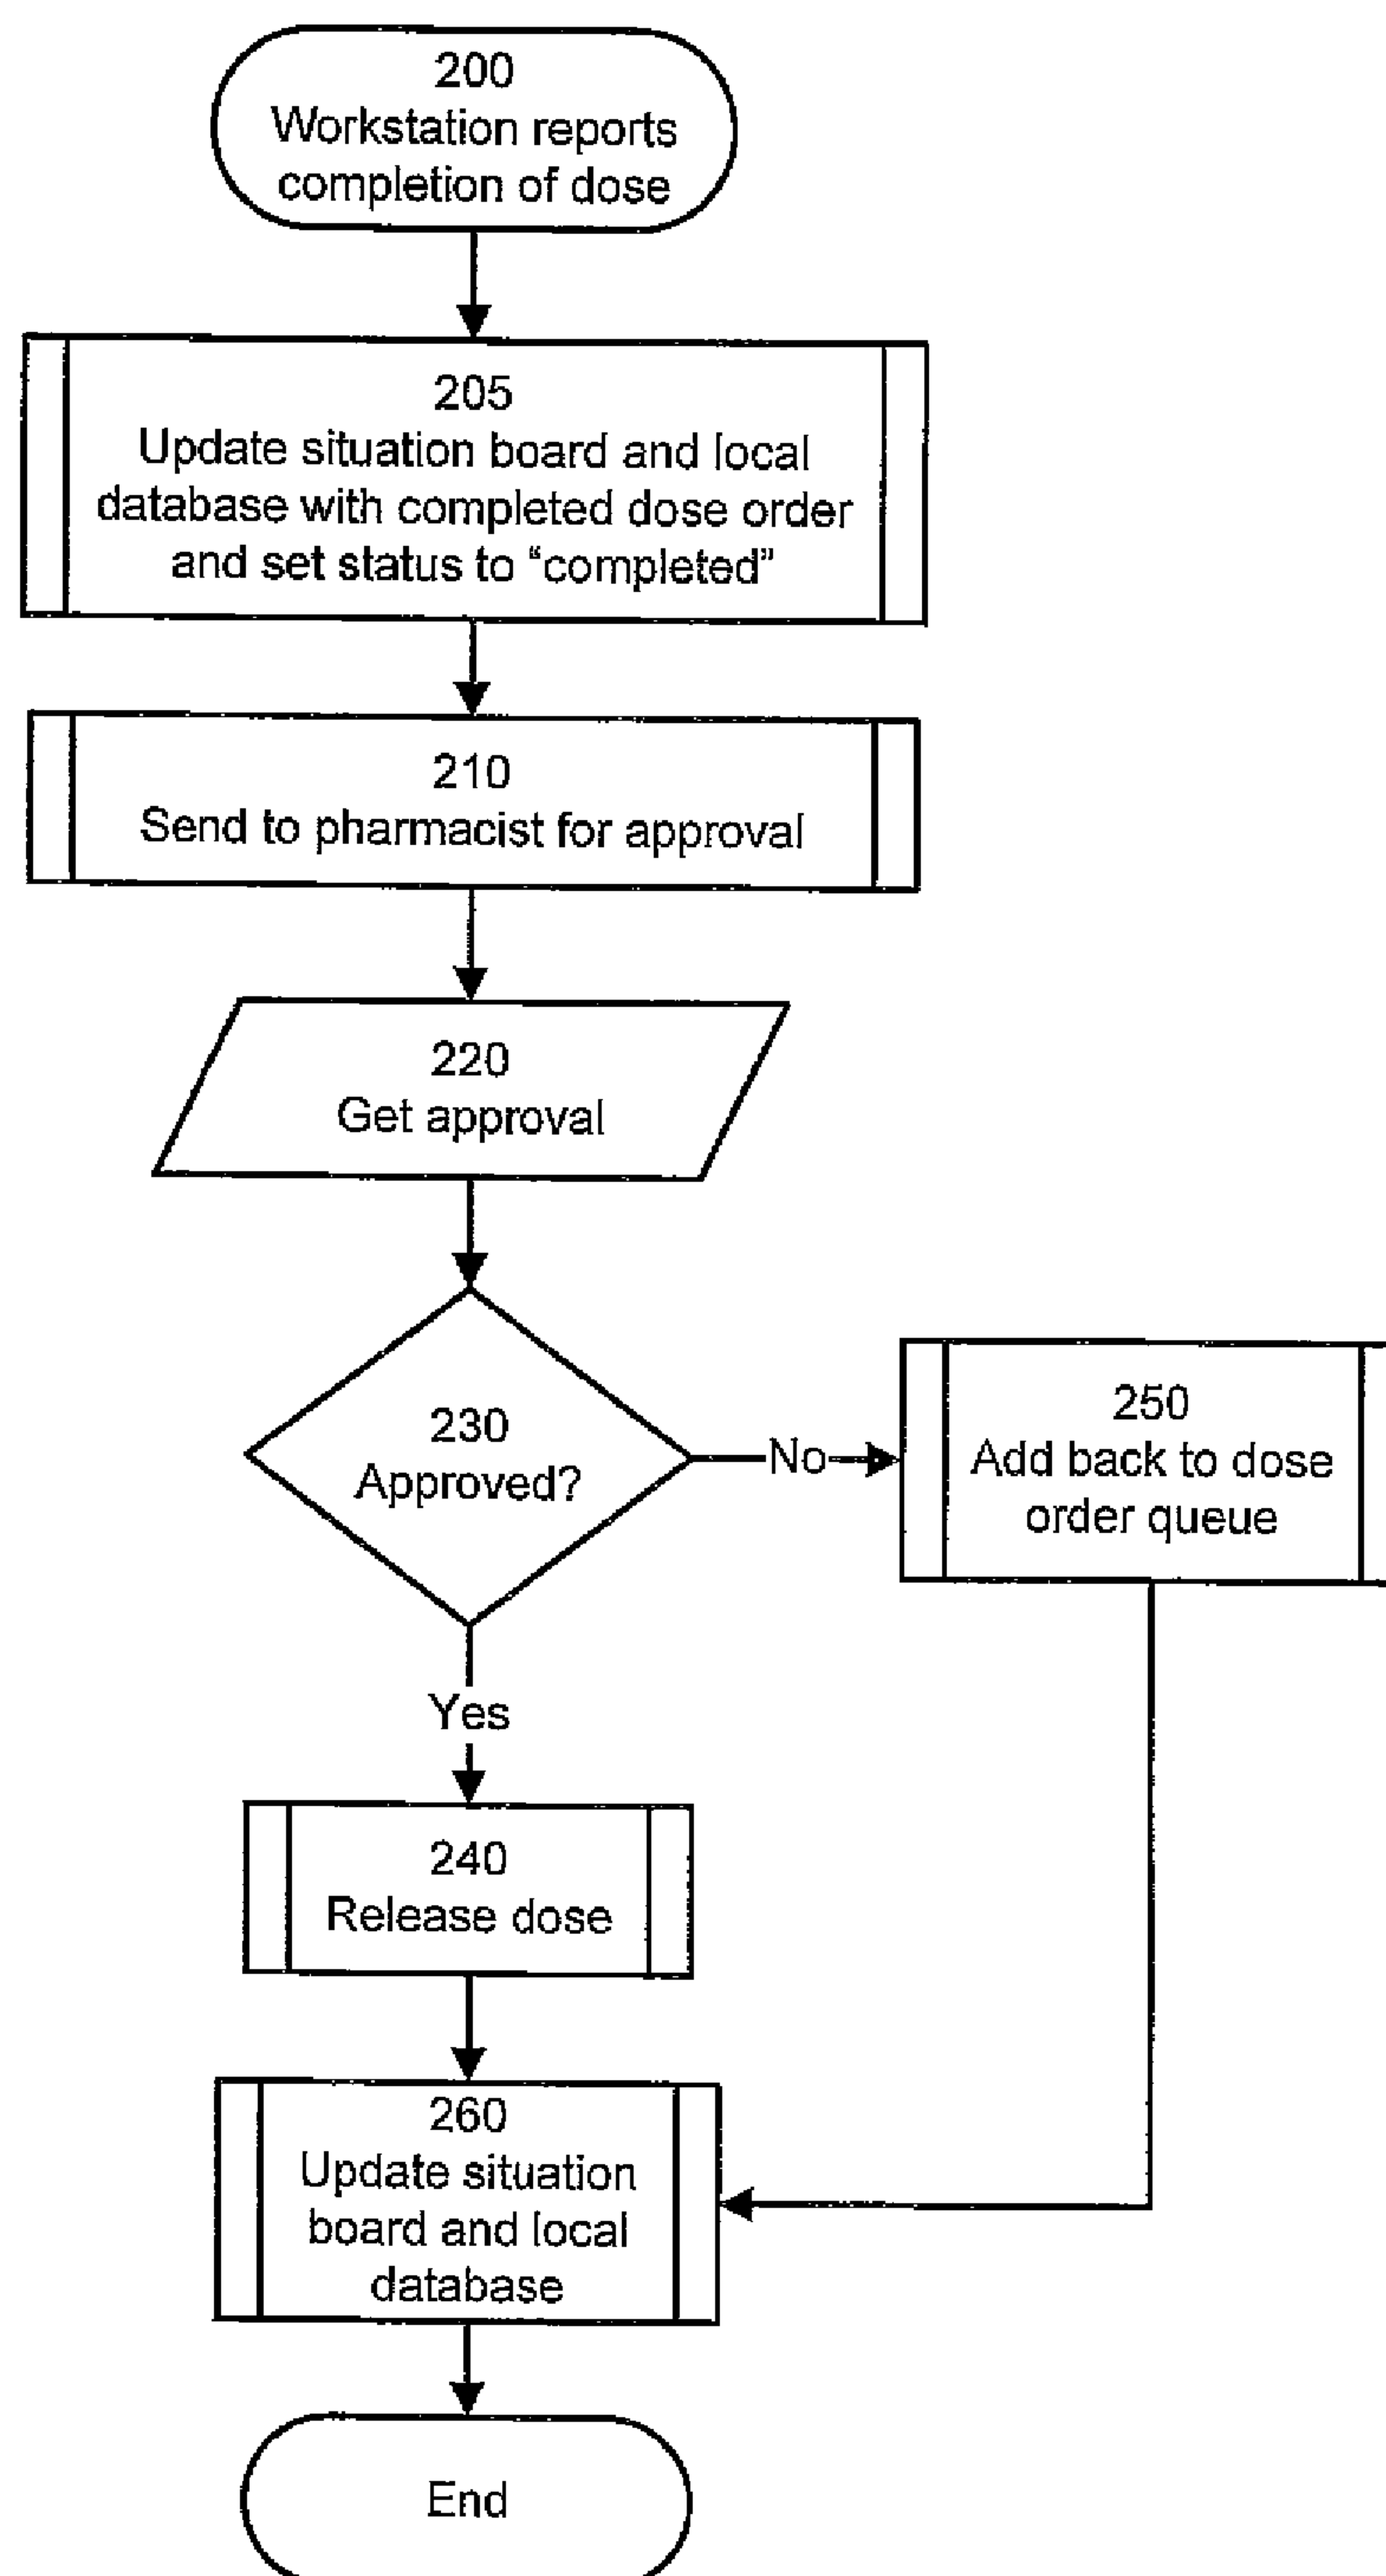 200
Workstation reports
completion of dose
205
Update situation board and local
database with completed dose order
and set status to “completed”
210
Send to pharmacist for approval
220
Get approval
230
Approved?
No
250
Add back to dose
order queue
Yes
240
Release dose
260
Update situation
board and local
database
End